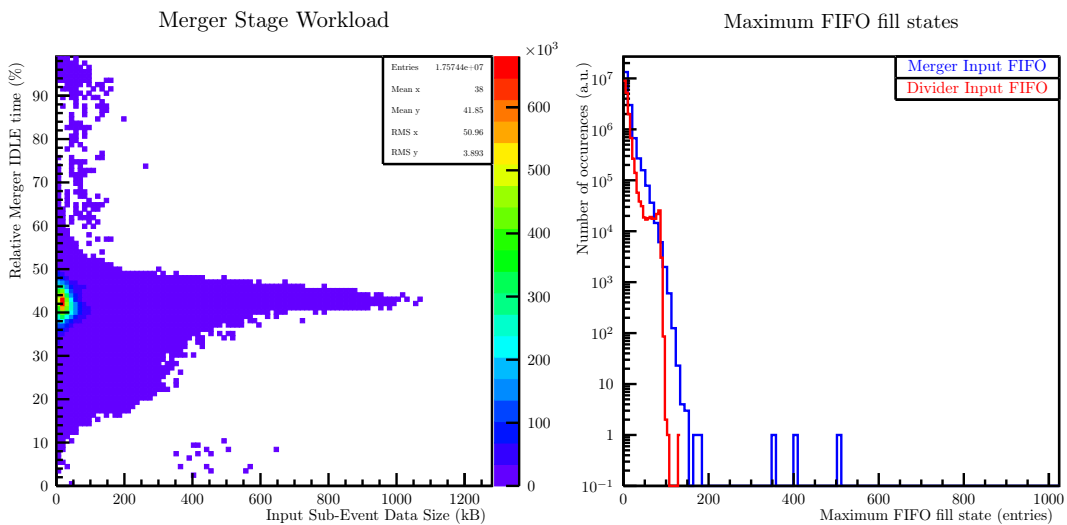 Merger Stage Workload
×10³
Relative Merger IDLE time (%)
90
80
70
60
50
40
30
20
10
0
0 200 400 600 800 1000 1200
Input Sub-Event Data Size (kB)
Entries 1.75744e+07
Mean x 38
Mean y 41.85
RMS x 50.96
RMS y 3.893
600
500
400
300
200
100
0
Maximum FIFO fill states
Number of occurences (a.u.)
10⁷
10⁶
10⁵
10⁴
10³
10²
10
1
10⁻¹
0 200 400 600 800 1000
Maximum FIFO fill state (entries)
Merger Input FIFO
Divider Input FIFO